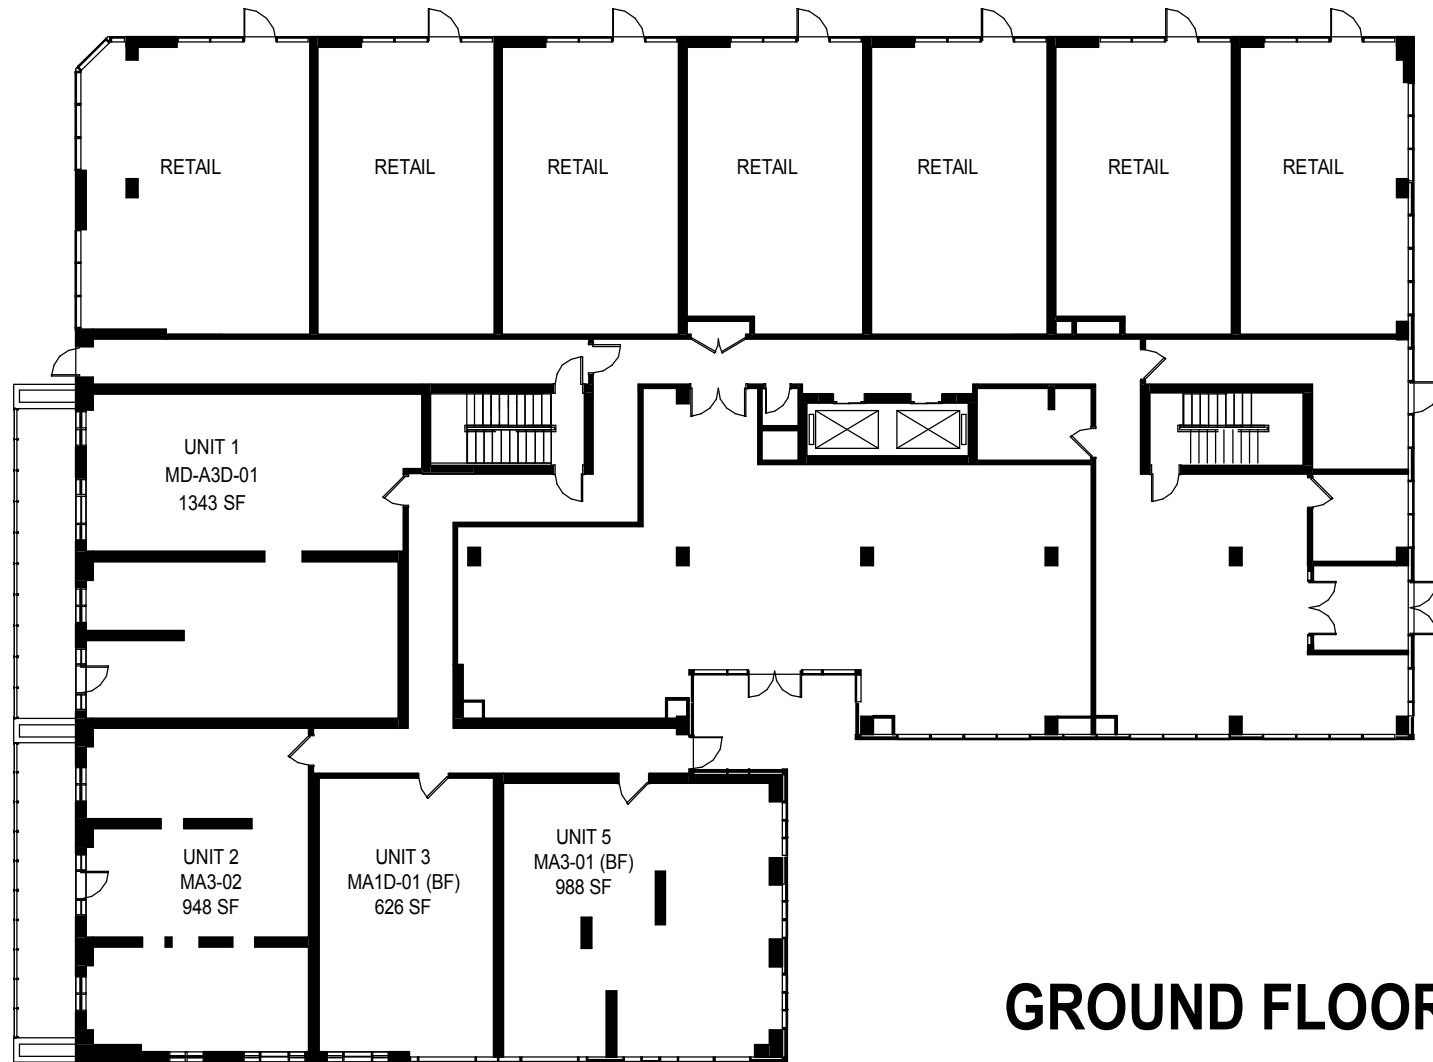 RETAIL
RETAIL
RETAIL
RETAIL
RETAIL
RETAIL
RETAIL
UNIT 1
MD-A3D-01
1343 SF
UNIT 2
MA3-02
948 SF
UNIT 3
MA1D-01 (BF)
626 SF
UNIT 5
MA3-01 (BF)
988 SF
GROUND FLOOR